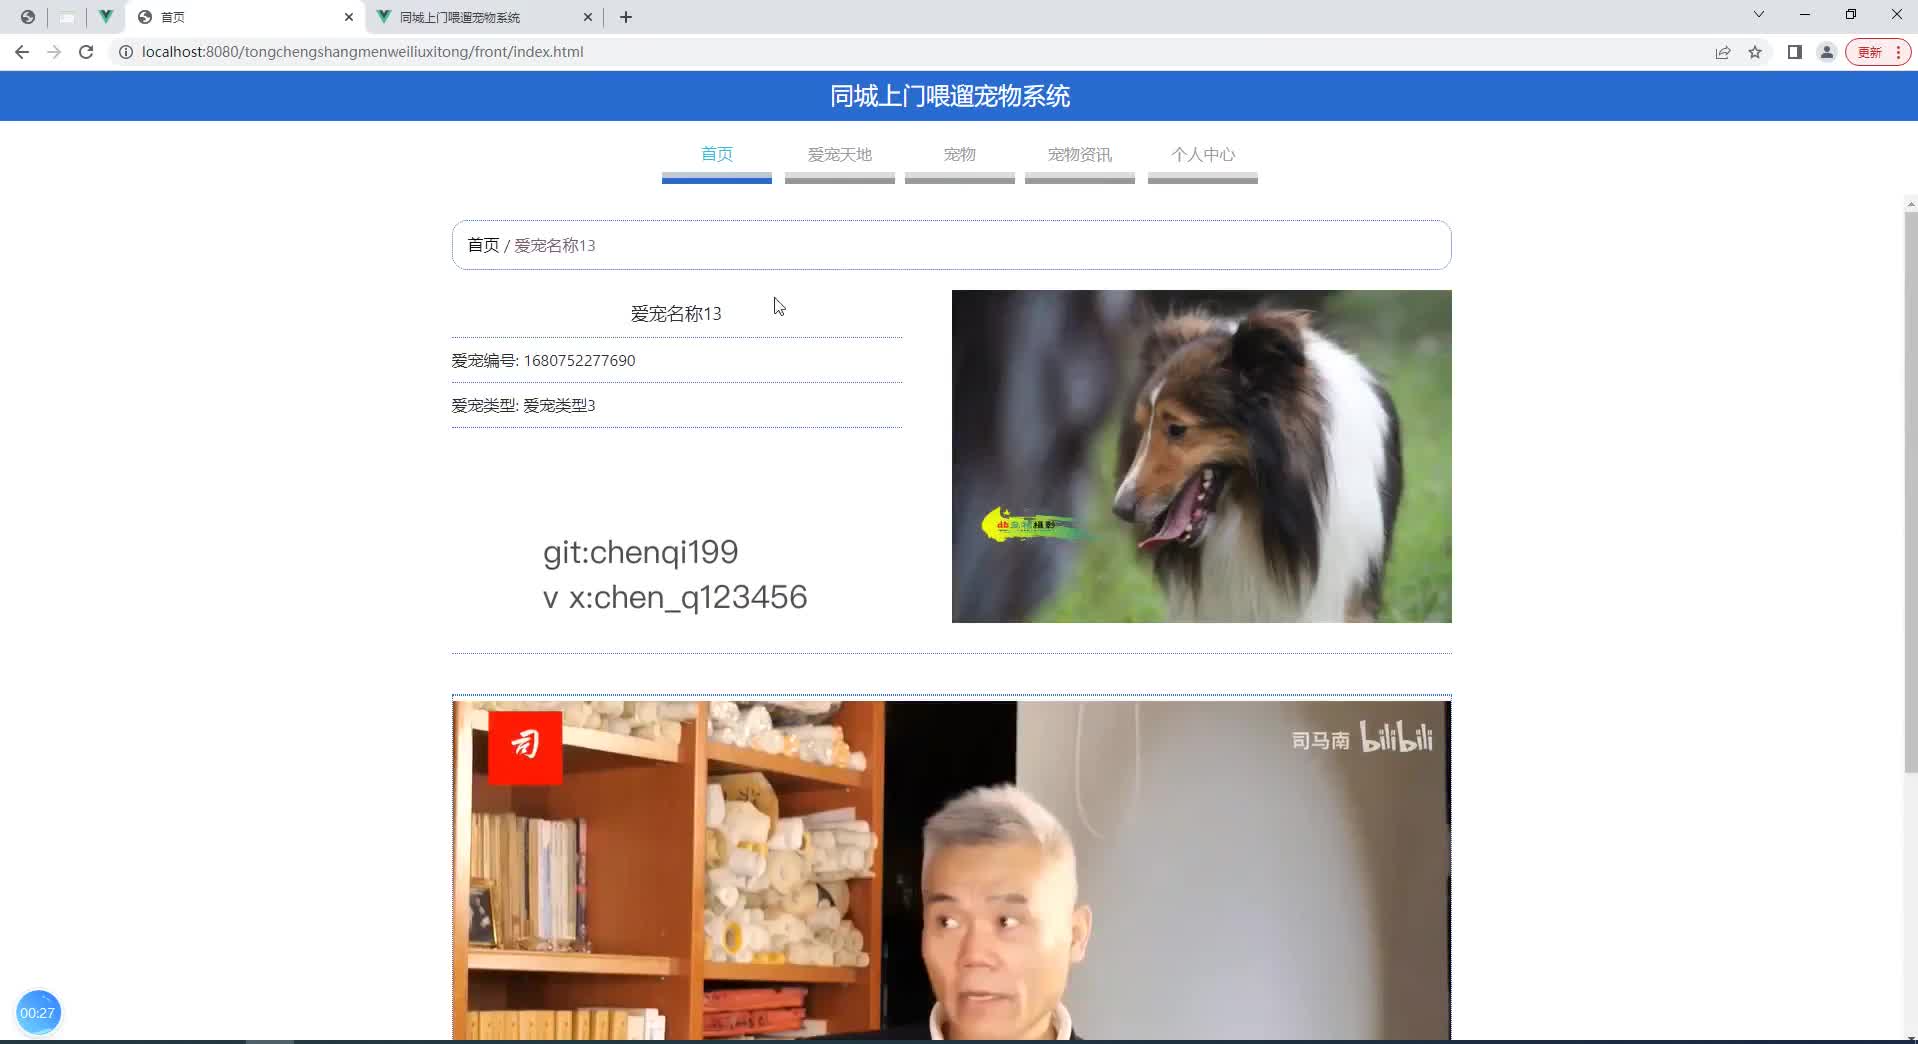 首页
同城上门喂遛宠物系统
localhost:8080/tongchengshangmenweiliuxitong/front/index.html
更新
同城上门喂遛宠物系统
首页
爱宠天地
宠物
宠物资讯
个人中心
首页 / 爱宠名称13
爱宠名称13
爱宠编号: 1680752277690
爱宠类型: 爱宠类型3
git:chenqi199
v x:chen_q123456
司
司马南 bilibili
00:27